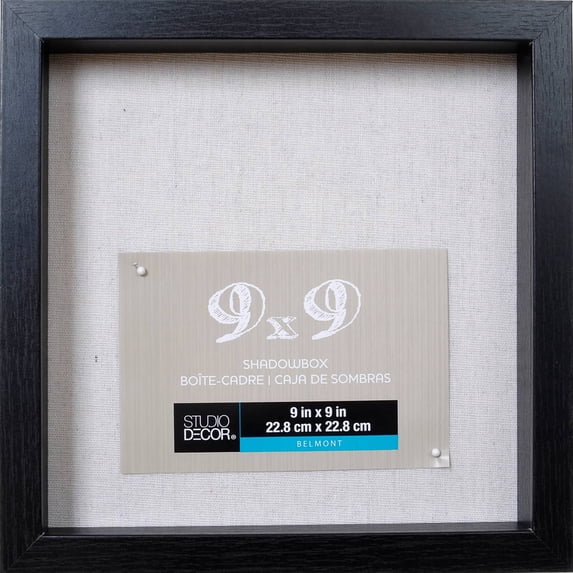 9x9
SHADOWBOX
BOÎTE-CADRE | CAJA DE SOMBRAS
STUDIO
DECOR®
9 in x 9 in
22.8 cm x 22.8 cm
BELMONT